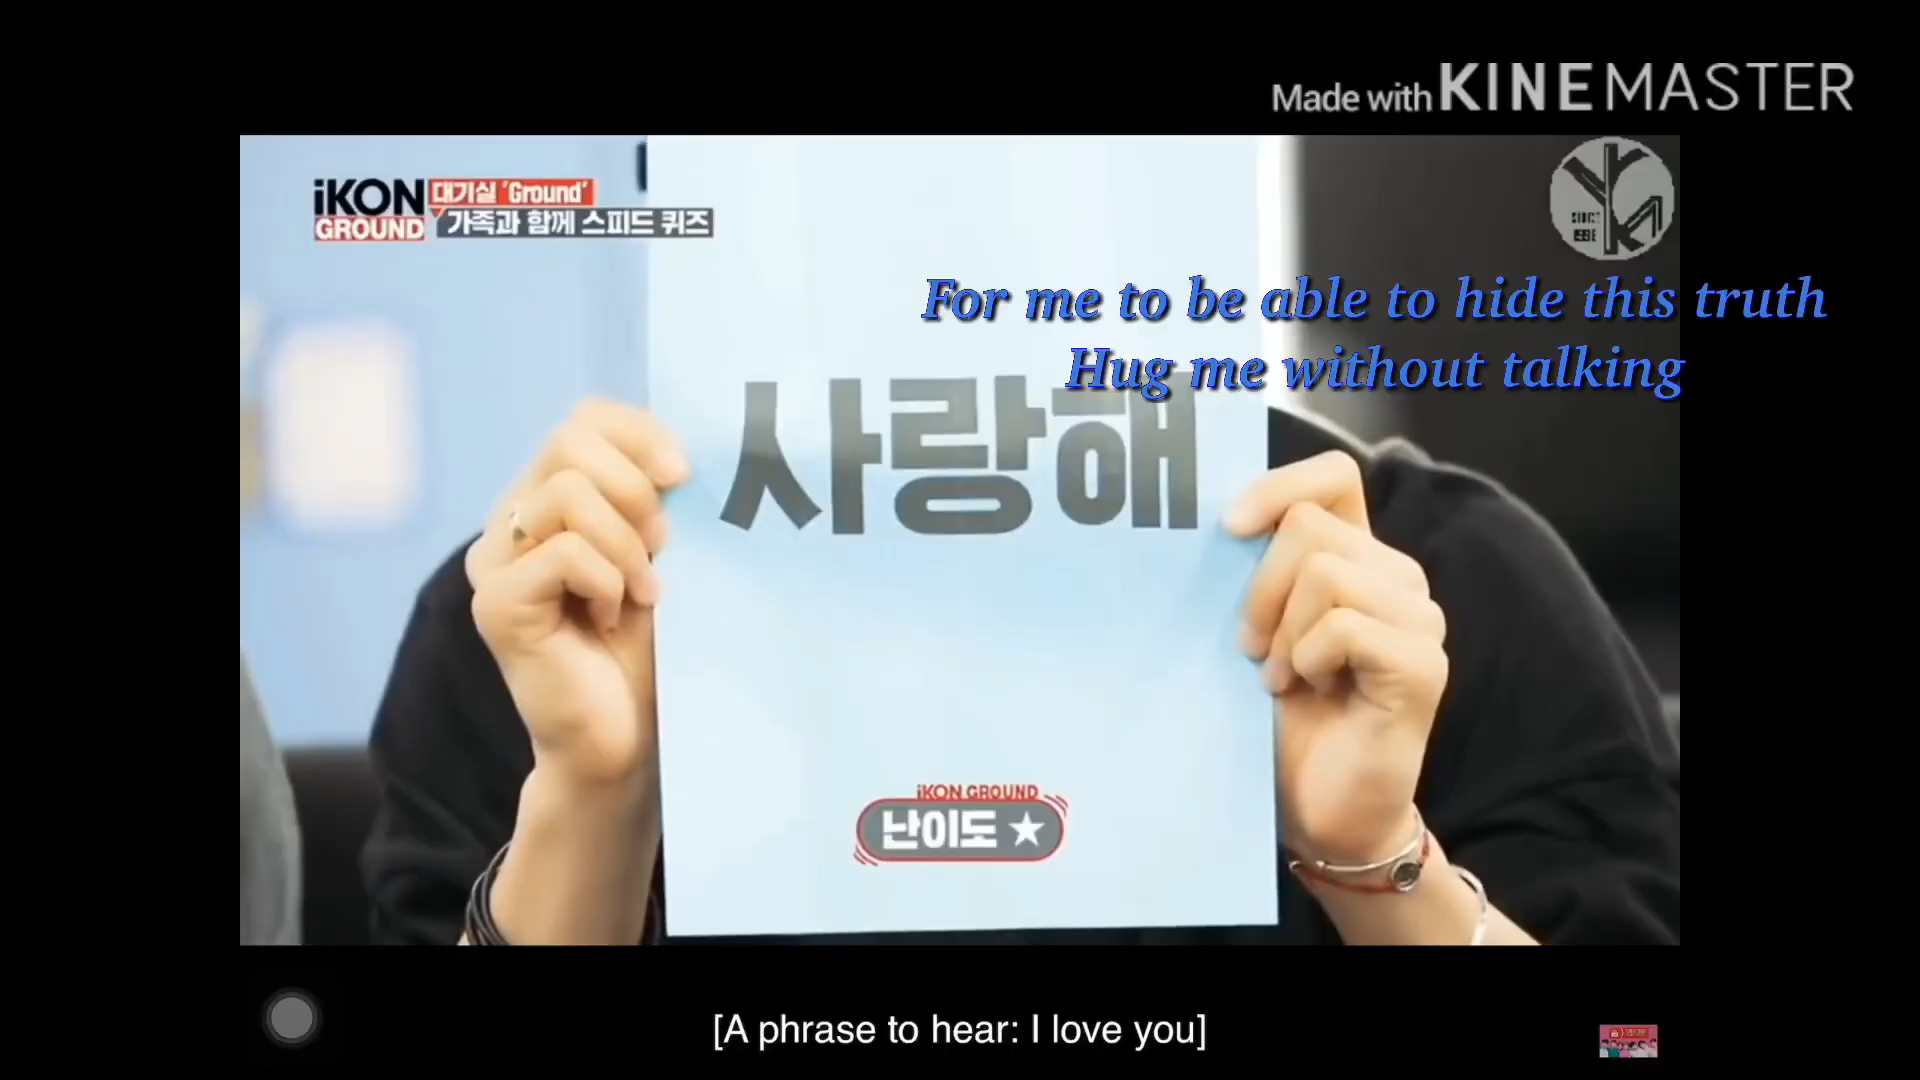 Made with KINEMASTER
iKON
GROUND
대기실 'Ground'
가족과 함께 스피드 퀴즈
For me to be able to hide this truth
Hug me without talking
사랑해
iKON GROUND
난이도 ★
[A phrase to hear: I love you]